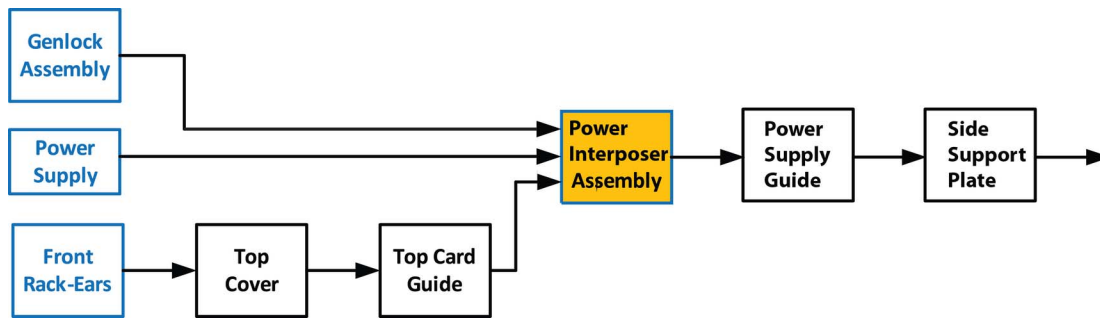 Genlock
Assembly
Power
Supply
Front
Rack-Ears
Top
Cover
Top Card
Guide
Power
Interposer
Assembly
Power
Supply
Guide
Side
Support
Plate